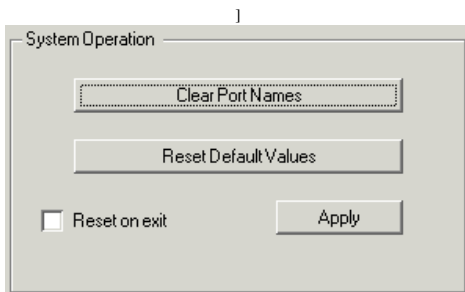 ]
System Operation
Clear Port Names
Reset Default Values
Reset on exit
Apply